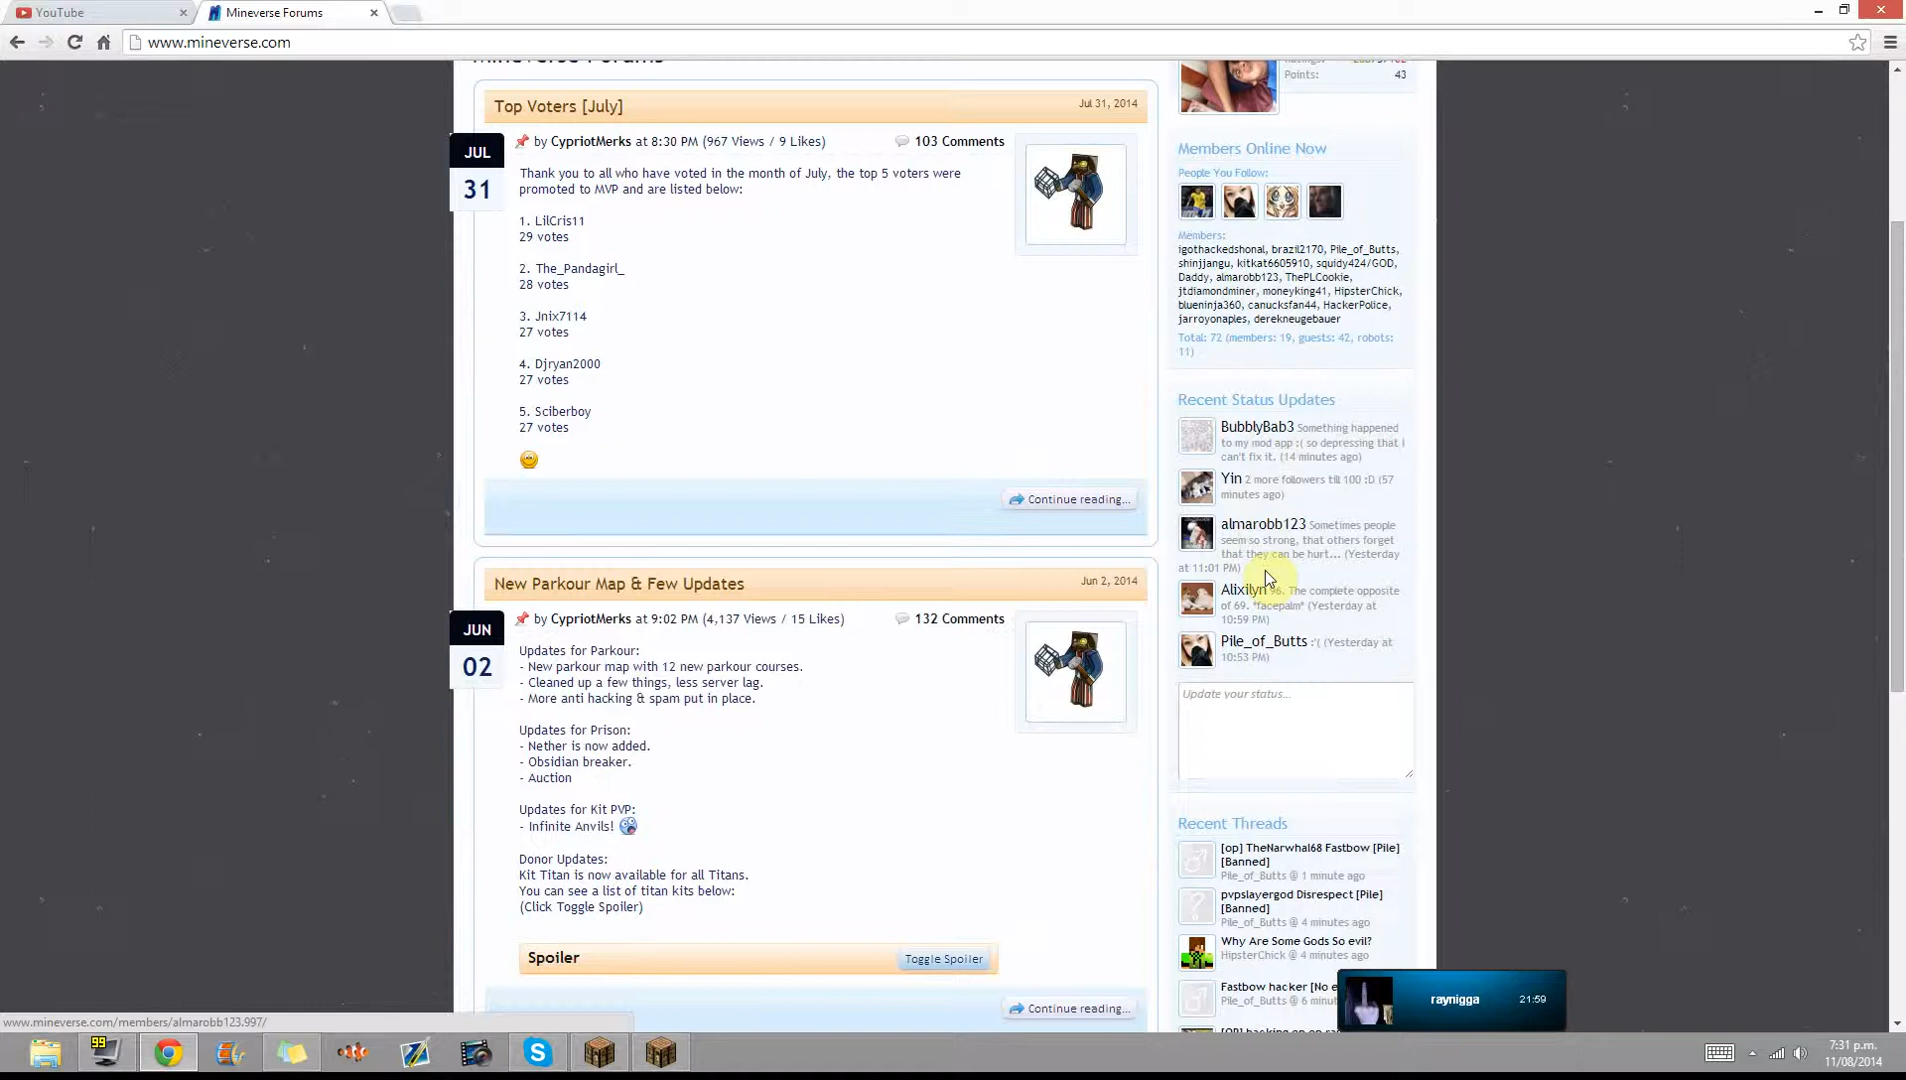 YouTube
Mineverse Forums
www.mineverse.com
Mineverse Forums
Points: 43
Top Voters [July]
Jul 31, 2014
JUL
31
by CypriotMerks at 8:30 PM (967 Views / 9 Likes)
103 Comments
Thank you to all who have voted in the month of July, the top 5 voters were
promoted to MVP and are listed below:
1. LilCris11
29 votes
2. The_Pandagirl_
28 votes
3. Jnix7114
27 votes
4. Djryan2000
27 votes
5. Sciberboy
27 votes
Continue reading...
New Parkour Map & Few Updates
Jun 2, 2014
JUN
02
by CypriotMerks at 9:02 PM (4,137 Views / 15 Likes)
132 Comments
Updates for Parkour:
- New parkour map with 12 new parkour courses.
- Cleaned up a few things, less server lag.
- More anti hacking & spam put in place.
Updates for Prison:
- Nether is now added.
- Obsidian breaker.
- Auction
Updates for Kit PVP:
- Infinite Anvils!
Donor Updates:
Kit Titan is now available for all Titans.
You can see a list of titan kits below:
(Click Toggle Spoiler)
Spoiler
Toggle Spoiler
Continue reading...
Members Online Now
People You Follow:
Members:
igothackedshonal, brazil2170, Pile_of_Butts,
shinjjangu, kitkat6605910, squidy424/GOD,
Daddy, almarobb123, ThePLCookie,
jtdiamondminer, moneyking41, HipsterChick,
blueninja360, canucksfan44, HackerPolice,
jarroyonaples, derekneugebauer
Total: 72 (members: 19, guests: 42, robots:
11)
Recent Status Updates
BubblyBab3 Something happened
to my mod app :( so depressing that I
can't fix it. (14 minutes ago)
Yin 2 more followers till 100 :D (57
minutes ago)
almarobb123 Sometimes people
seem so strong, that others forget
that they can be hurt... (Yesterday
at 11:01 PM)
Alixilyn 96. The complete opposite
of 69. *facepalm* (Yesterday at
10:59 PM)
Pile_of_Butts :'( (Yesterday at
10:53 PM)
Update your status...
Recent Threads
[op] TheNarwhal68 Fastbow [Pile]
[Banned]
Pile_of_Butts @ 1 minute ago
pvpslayergod Disrespect [Pile]
[Banned]
Pile_of_Butts @ 4 minutes ago
Why Are Some Gods So evil?
HipsterChick @ 4 minutes ago
Fastbow hacker [No e
Pile_of_Butts @ 6 minut
raynigga 21:59
www.mineverse.com/members/almarobb123.997/
99
7:31 p.m.
11/08/2014